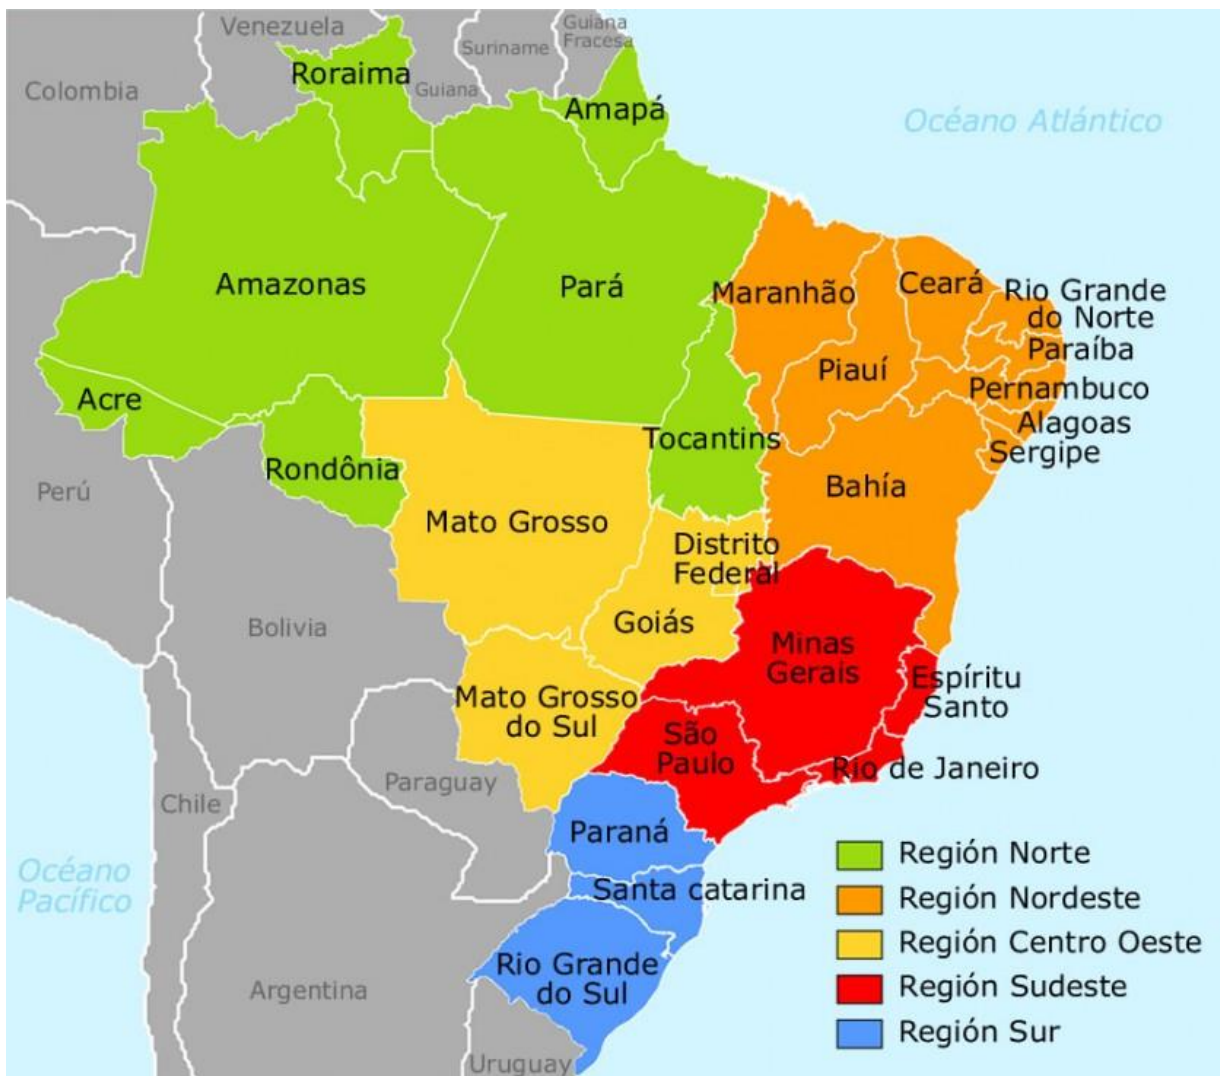 Venezuela
Guiana
Fracesa
Suriname
Roraima
Guiana
Colombia
Amapá
Océano Atlántico
Amazonas
Pará
Maranhão
Ceará
Rio Grande
do Norte
Paraíba
Piauí
Pernambuco
Acre
Alagoas
Tocantins
Sergipe
Rondônia
Bahía
Perú
Mato Grosso
Distrito
Federal
Goiás
Bolivia
Minas
Gerais
Espíritu
Santo
Mato Grosso
do Sul
São
Paulo
Rio de Janeiro
Paraguay
Chile
Paraná
Océano
Pacífico
Santa catarina
Rio Grande
do Sul
Argentina
Uruguay
Región Norte
Región Nordeste
Región Centro Oeste
Región Sudeste
Región Sur